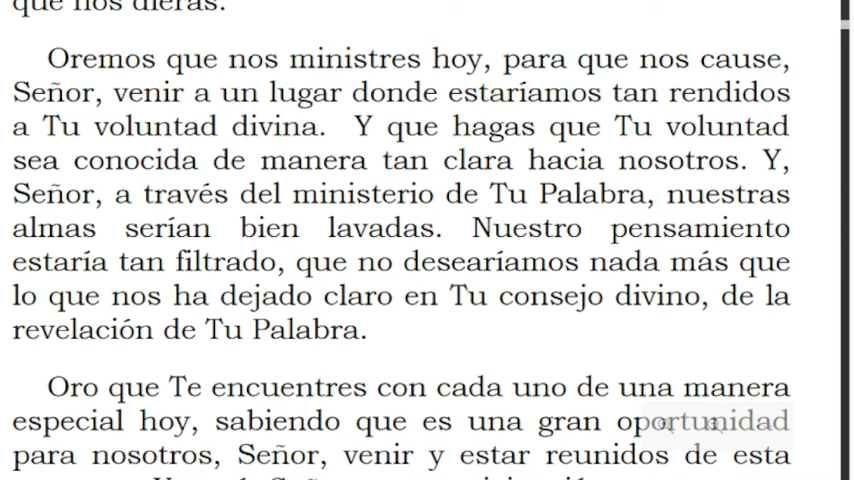 que nos dieras.
Oremos que nos ministres hoy, para que nos cause,
Señor, venir a un lugar donde estaríamos tan rendidos
a Tu voluntad divina. Y que hagas que Tu voluntad
sea conocida de manera tan clara hacia nosotros. Y,
Señor, a través del ministerio de Tu Palabra, nuestras
almas serían bien lavadas. Nuestro pensamiento
estaría tan filtrado, que no desearíamos nada más que
lo que nos ha dejado claro en Tu consejo divino, de la
revelación de Tu Palabra.
Oro que Te encuentres con cada uno de una manera
especial hoy, sabiendo que es una gran oportunidad
para nosotros, Señor, venir y estar reunidos de esta